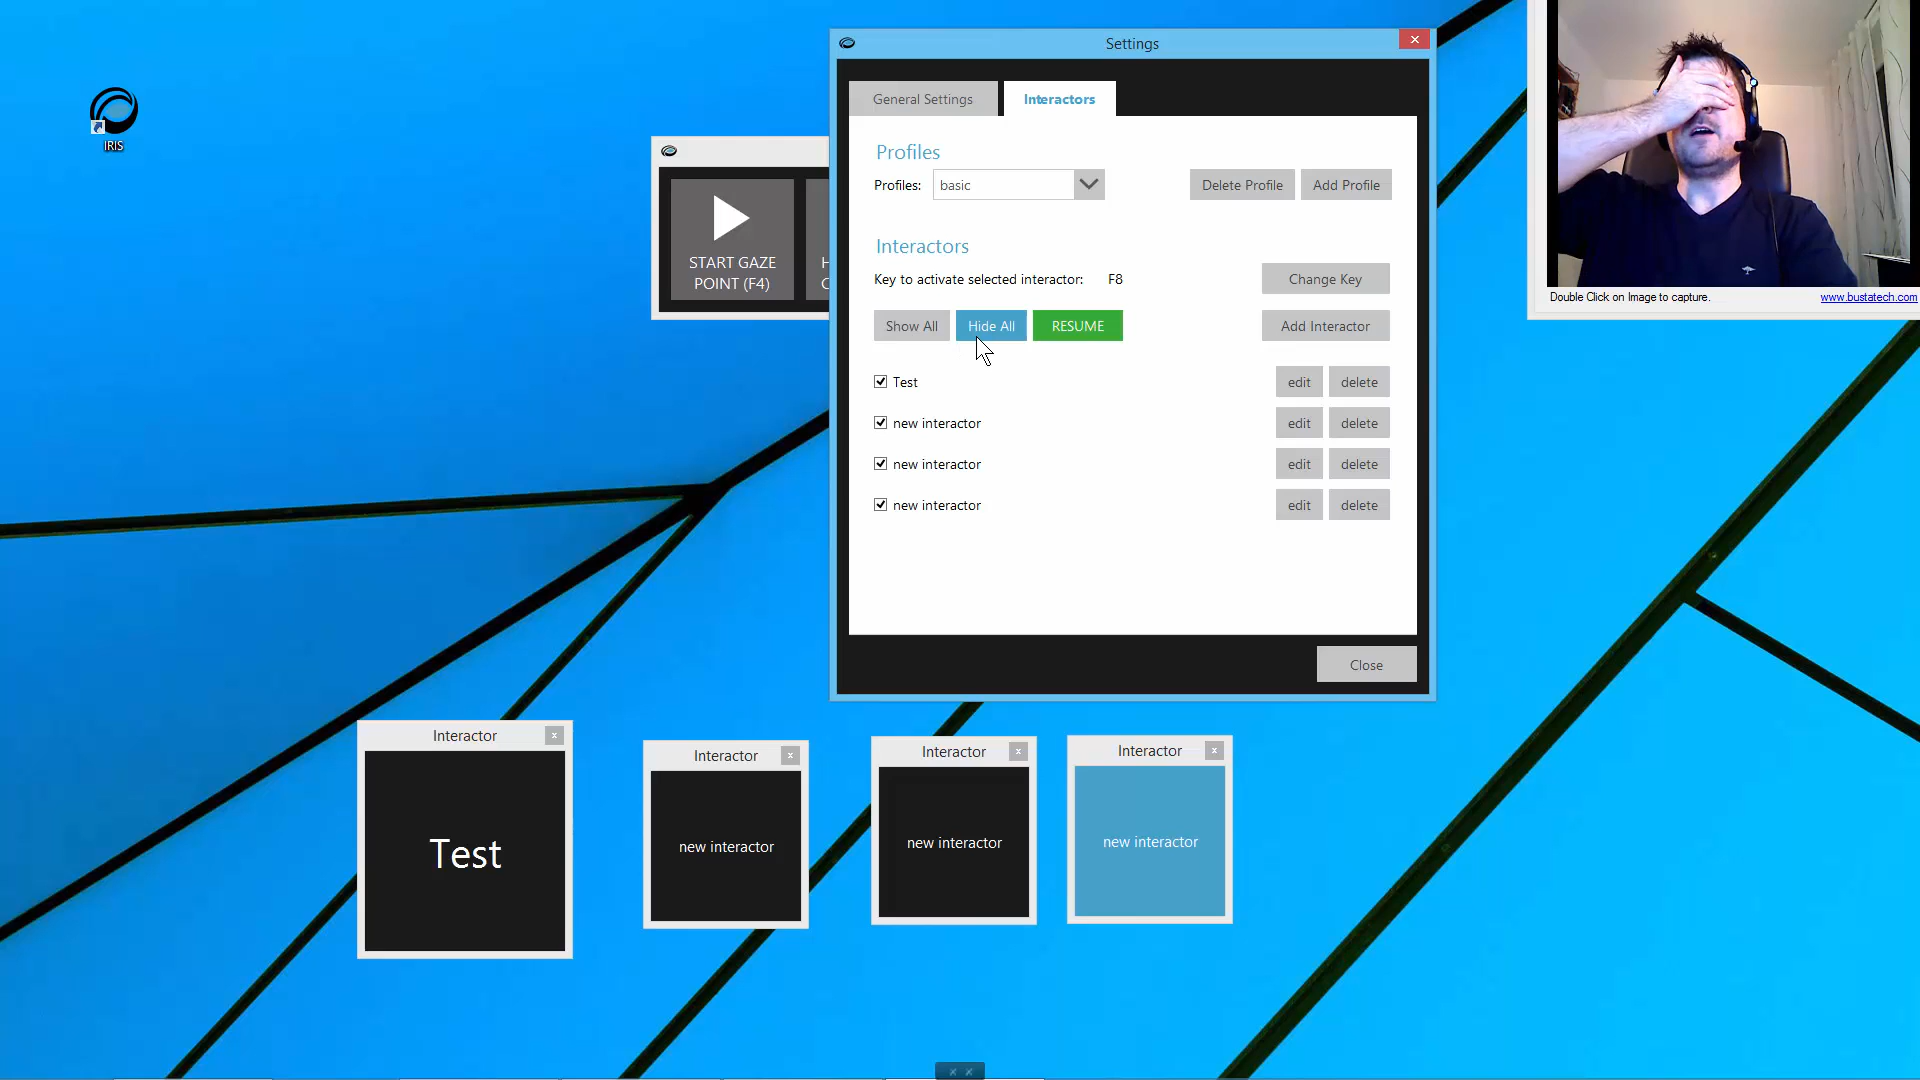 Settings
General Settings
Interactors
Profiles
Profiles:
basic
Delete Profile
Add Profile
Interactors
Key to activate selected interactor:
F8
Change Key
Show All
Hide All
RESUME
Add Interactor
Test
edit
delete
new interactor
edit
delete
new interactor
edit
delete
new interactor
edit
delete
Close
IRIS
START GAZE
POINT (F4)
H
C
Double Click on Image to capture.
www.bustatech.com
Interactor
x
Test
Interactor
x
new interactor
Interactor
x
new interactor
Interactor
x
new interactor